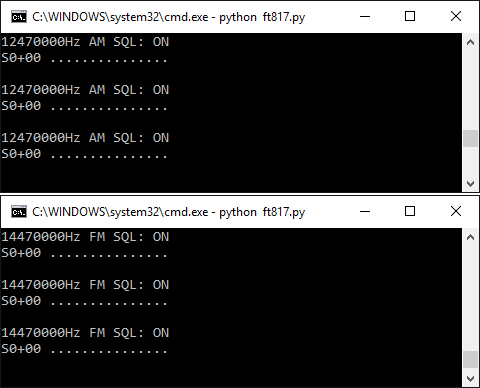 C:\WINDOWS\system32\cmd.exe - python  ft817.py
12470000Hz AM SQL: ON
S0+00 ...............
12470000Hz AM SQL: ON
S0+00 ...............
12470000Hz AM SQL: ON
S0+00 ...............
C:\WINDOWS\system32\cmd.exe - python  ft817.py
14470000Hz FM SQL: ON
S0+00 ...............
14470000Hz FM SQL: ON
S0+00 ...............
14470000Hz FM SQL: ON
S0+00 ...............